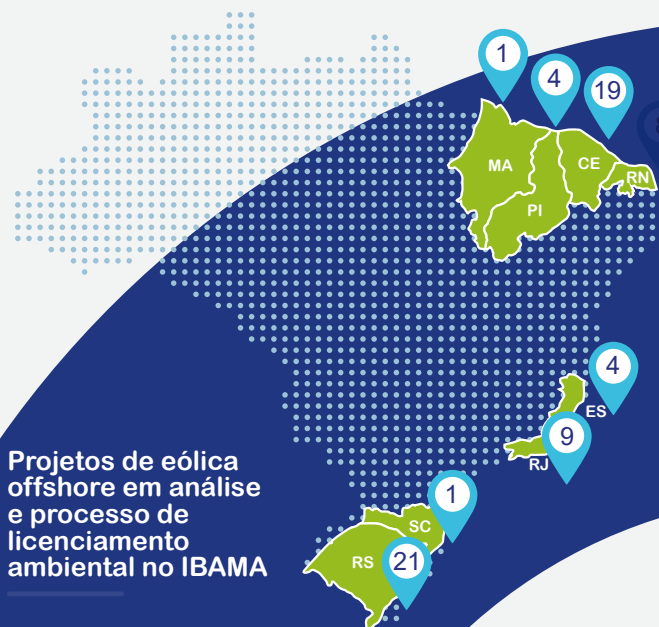 1
4
19
MA
CE
RN
PI
4
ES
9
RJ
1
SC
RS
21
Projetos de eólica
offshore em análise
e processo de
licenciamento
ambiental no IBAMA